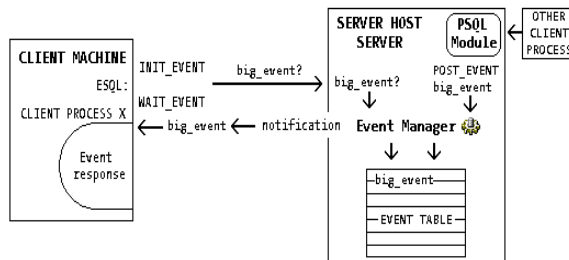 CLIENT MACHINE
ESQL:
CLIENT PROCESS X
Event
response
INIT_EVENT
big_event?
WAIT_EVENT
big_event
notification
SERVER HOST
SERVER
PSQL
Module
OTHER
CLIENT
PROCESS
big_event?
POST_EVENT
big_event
Event Manager
big_event
EVENT TABLE